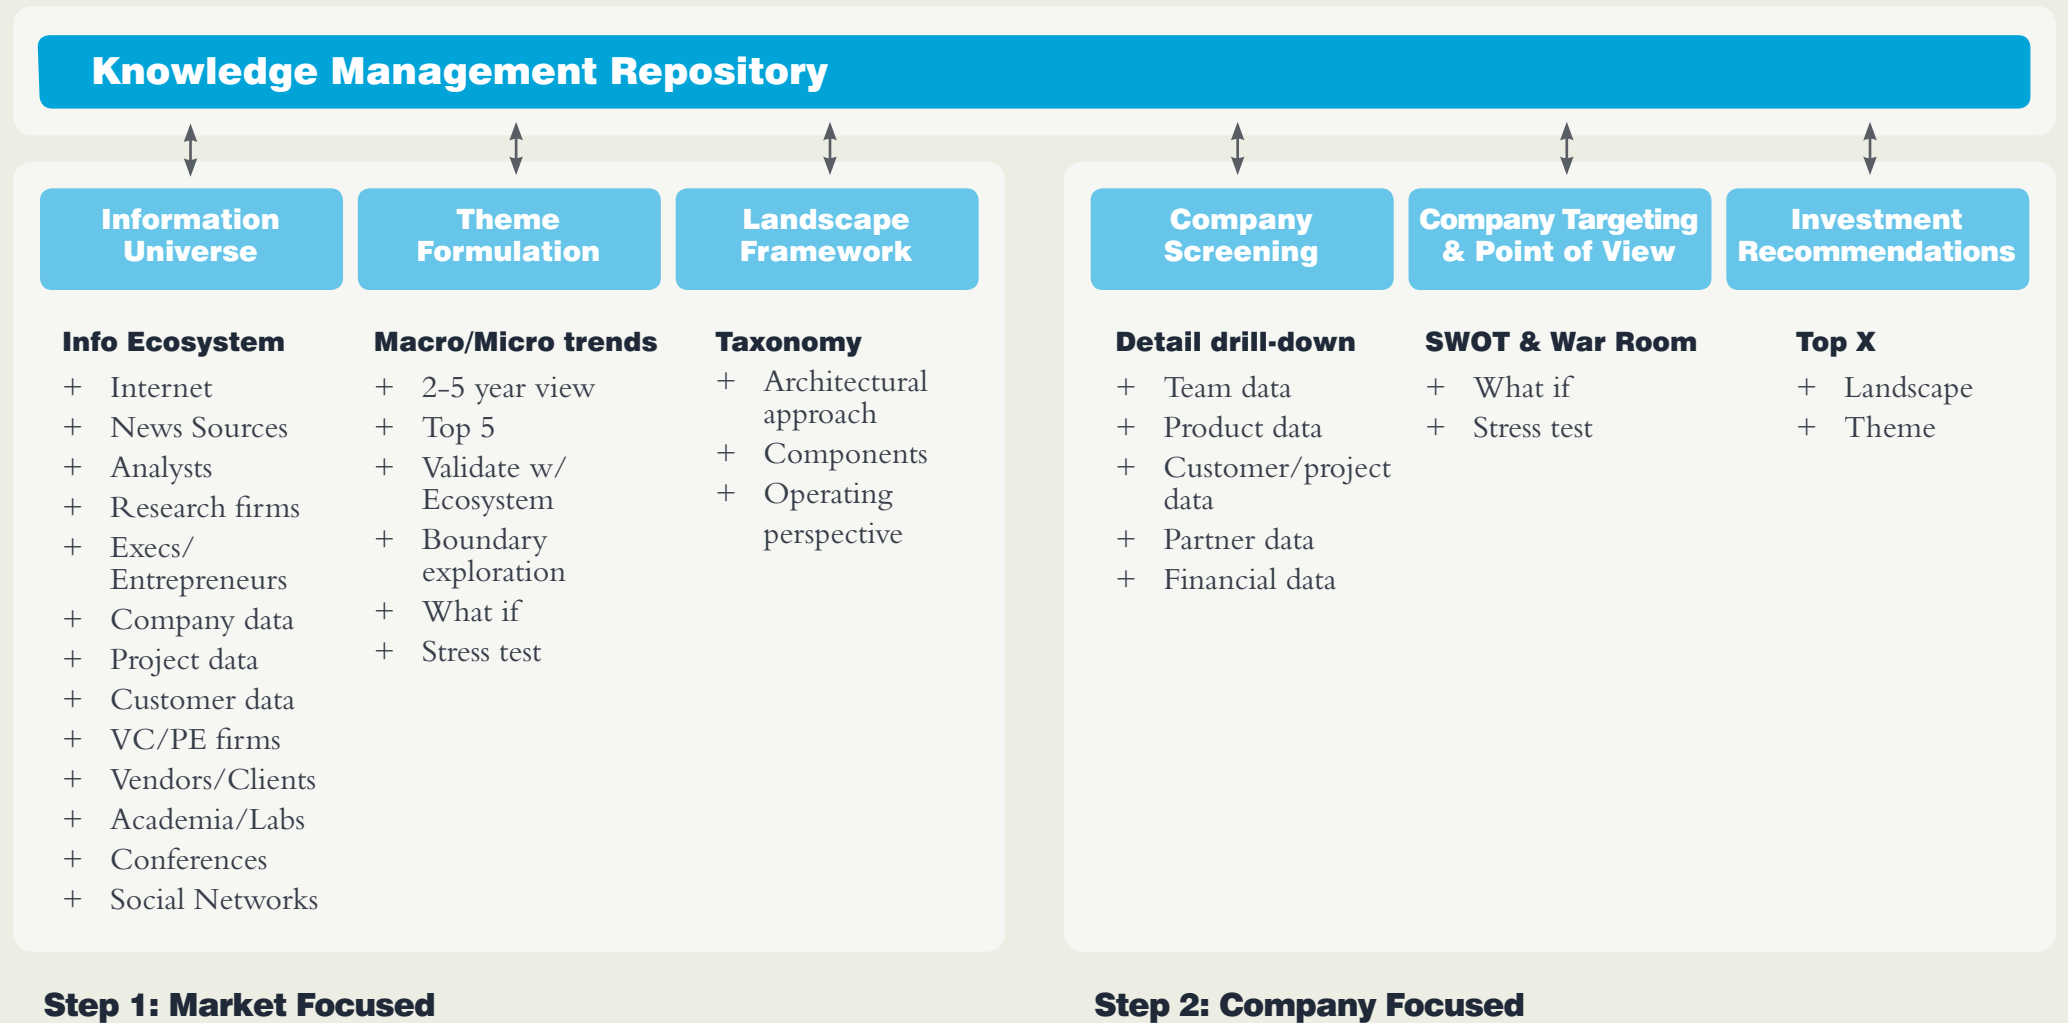 Knowledge Management Repository
Information
Universe
Info Ecosystem
+ Internet
+ News Sources
+ Analysts
+ Research firms
+ Execs/
Entrepreneurs
+ Company data
+ Project data
+ Customer data
+ VC/PE firms
+ Vendors/Clients
+ Academia/Labs
+ Conferences
+ Social Networks
Theme
Formulation
Macro/Micro trends
+ 2-5 year view
+ Top 5
+ Validate w/
Ecosystem
+ Boundary
exploration
+ What if
+ Stress test
Landscape
Framework
Taxonomy
+ Architectural
approach
+ Components
+ Operating
perspective
Step 1: Market Focused
Company
Screening
Detail drill-down
+ Team data
+ Product data
+ Customer/project
data
+ Partner data
+ Financial data
Company Targeting
& Point of View
SWOT & War Room
+ What if
+ Stress test
Investment
Recommendations
Top X
+ Landscape
+ Theme
Step 2: Company Focused